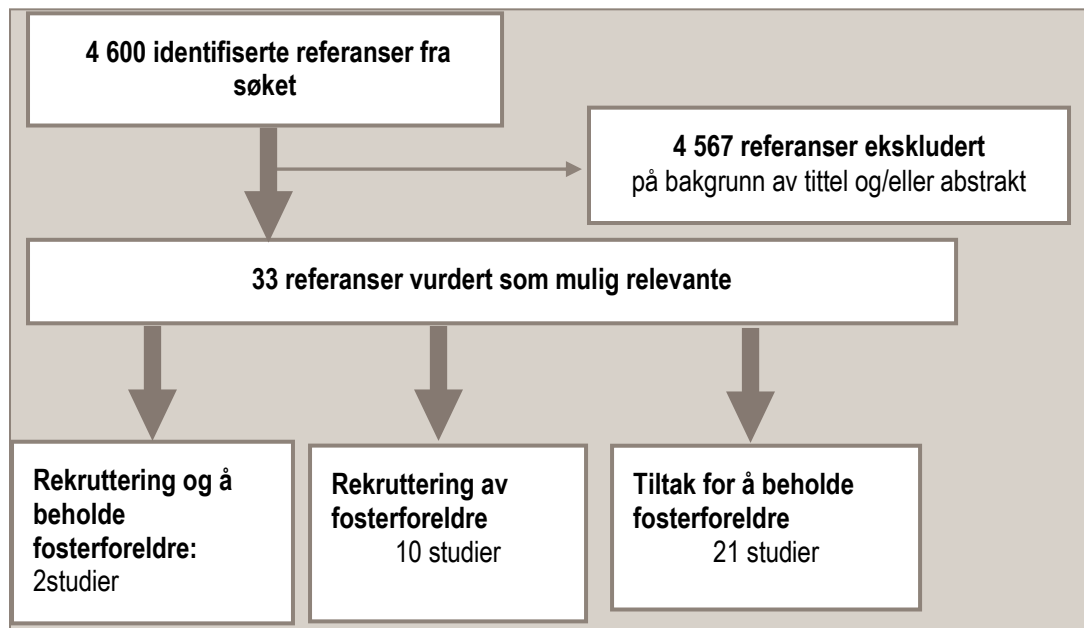 4 600 identifiserte referanser fra
søket
4 567 referanser ekskludert
på bakgrunn av tittel og/eller abstrakt
33 referanser vurdert som mulig relevante
Rekruttering og å
beholde
fosterforeldre:
2studier
Rekruttering av
fosterforeldre
10 studier
Tiltak for å beholde
fosterforeldre
21 studier